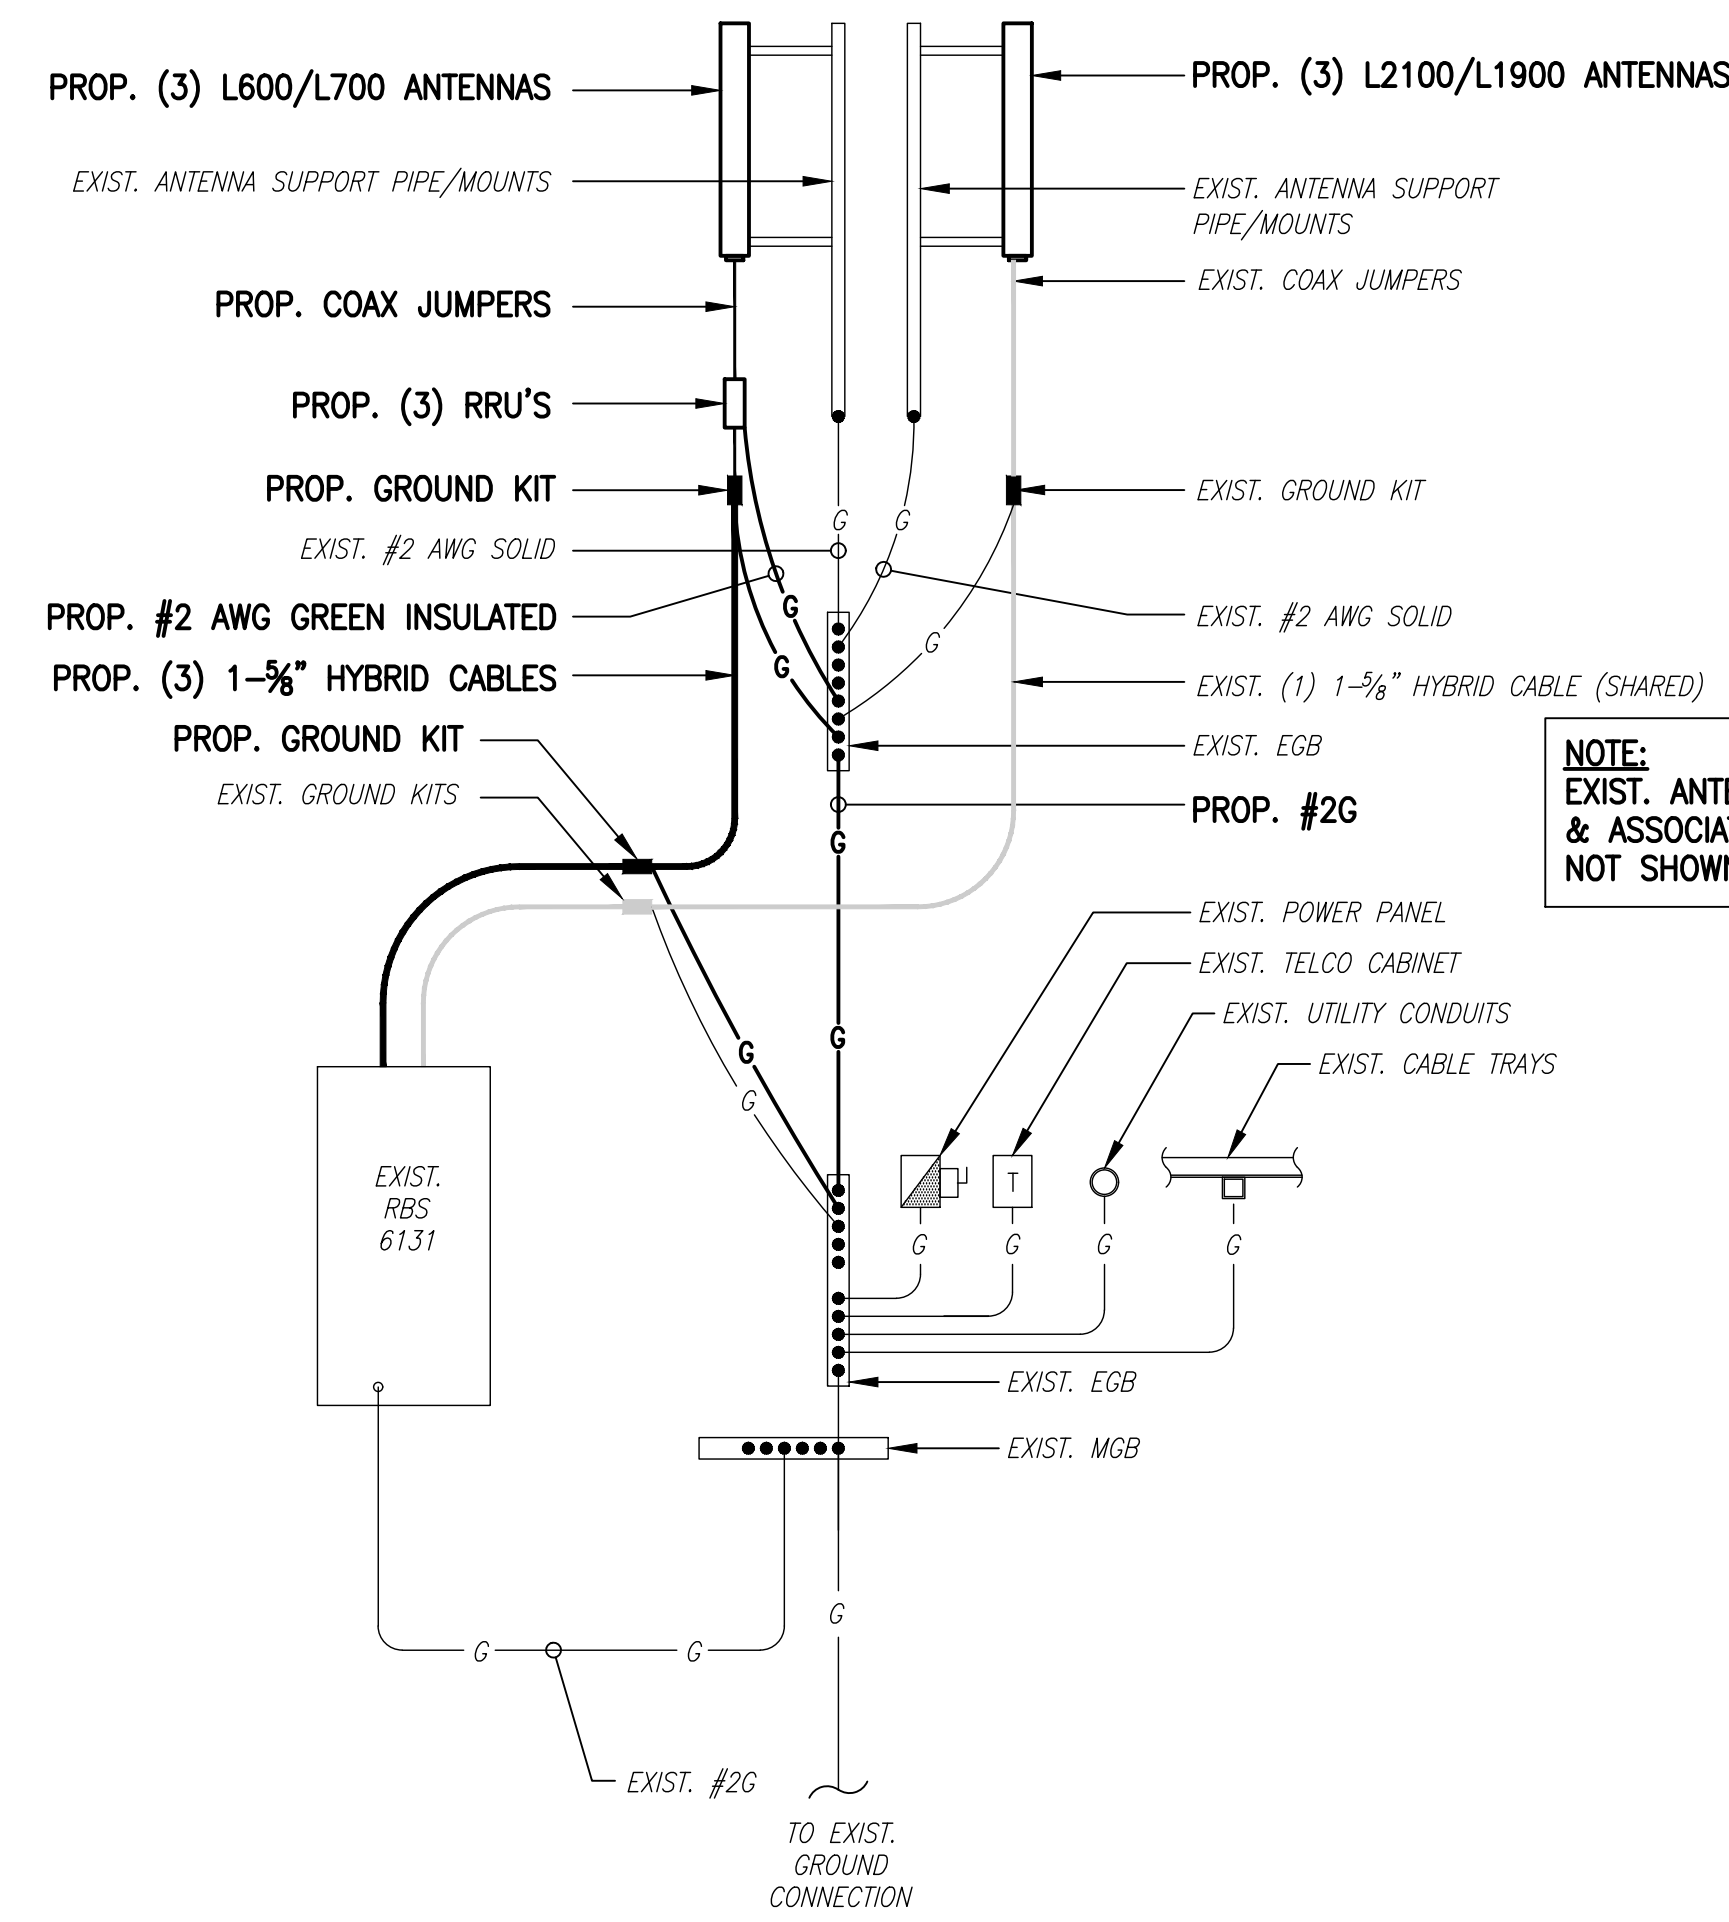 PROP. (3) L600/L700 ANTENNAS
PROP. (3) L2100/L1900 ANTENNAS
EXIST. ANTENNA SUPPORT PIPE/MOUNTS
EXIST. ANTENNA SUPPORT
PIPE/MOUNTS
EXIST. COAX JUMPERS
PROP. COAX JUMPERS
PROP. (3) RRU'S
PROP. GROUND KIT
EXIST. GROUND KIT
G
G
EXIST. #2 AWG SOLID
PROP. #2 AWG GREEN INSULATED
G
EXIST. #2 AWG SOLID
G
G
PROP. (3) 1-⅝" HYBRID CABLES
EXIST. (1) 1-⅝" HYBRID CABLE (SHARED)
PROP. GROUND KIT
EXIST. EGB
EXIST. GROUND KITS
PROP. #2G
NOTE:
EXIST.
&
NOT
G
EXIST. POWER PANEL
EXIST. TELCO CABINET
EXIST. UTILITY CONDUITS
EXIST. CABLE TRAYS
G
G
G
EXIST.
RBS
6131
T
G
G
G
G
EXIST. EGB
EXIST. MGB
G
G
G
EXIST. #2G
TO EXIST.
GROUND
CONNECTION